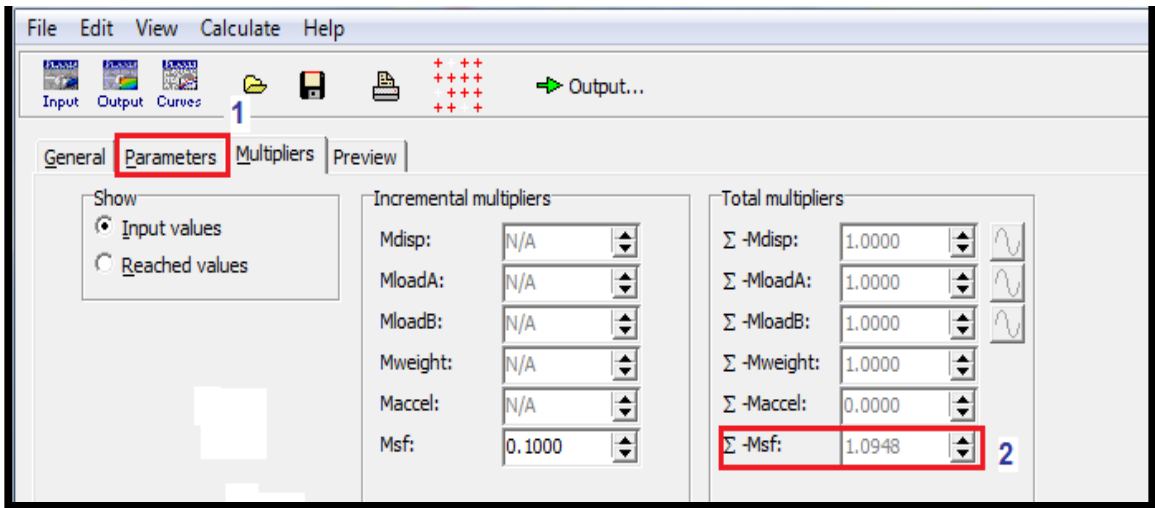 File Edit View Calculate Help
Input Output Curves Output...
1
General Parameters Multipliers Preview
Show
Input values
Reached values
Incremental multipliers
Mdisp: N/A
MloadA: N/A
MloadB: N/A
Mweight: N/A
Maccel: N/A
Msf: 0.1000
Total multipliers
Σ -Mdisp: 1.0000
Σ -MloadA: 1.0000
Σ -MloadB: 1.0000
Σ -Mweight: 1.0000
Σ -Maccel: 0.0000
Σ -Msf: 1.0948 2